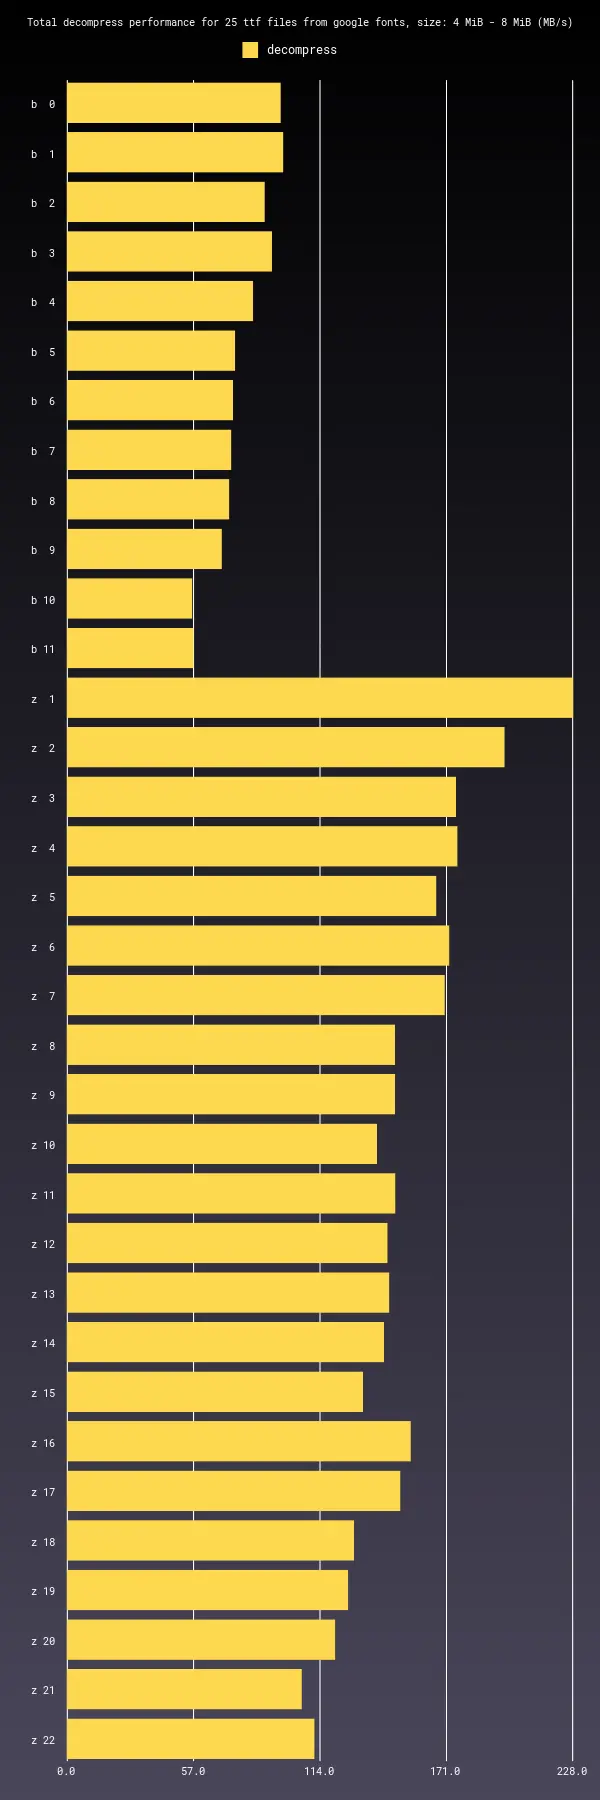 Total decompress performance for 25 ttf files from google fonts, size: 4 MiB - 8 MiB (MB/s)
decompress
b  0
b  1
b  2
b  3
b  4
b  5
b  6
b  7
b  8
b  9
b 10
b 11
z  1
z  2
z  3
z  4
z  5
z  6
z  7
z  8
z  9
z 10
z 11
z 12
z 13
z 14
z 15
z 16
z 17
z 18
z 19
z 20
z 21
z 22
0.0 57.0 114.0 171.0 228.0